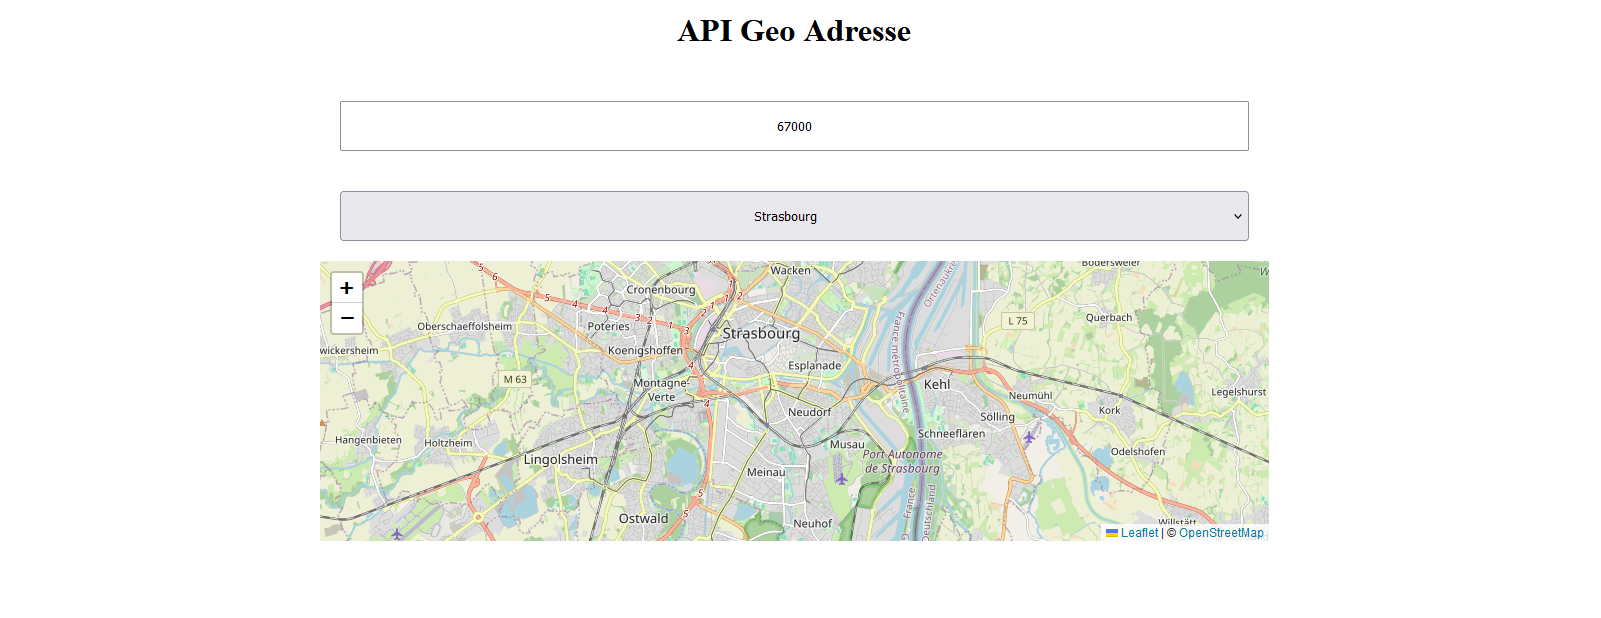 API Geo Adresse
67000
Strasbourg
Wacken
Bodersweier
5 6
Cronenbourg
1
2
5
4
4
3 2
1 2
Ortenaukre
Oberschaeffolsheim
Poteries
1
3
Strasbourg
L 75
Querbach
wickersheim
Koenigshoffen
4
Esplanade
France métropolitaine
M 63
Montagne-
Verte
4
Kehl
Neumühl
Legelshurst
Neudorf
Sölling
Kork
Hangenbieten
Holtzheim
Musau
Schneeflären
Port Autonome
de Strasbourg
Odelshofen
Lingolsheim
Meinau
5
5
Ostwald
Neuhof
France
Deutschland
Willstätt
+
−
Leaflet | © OpenStreetMap